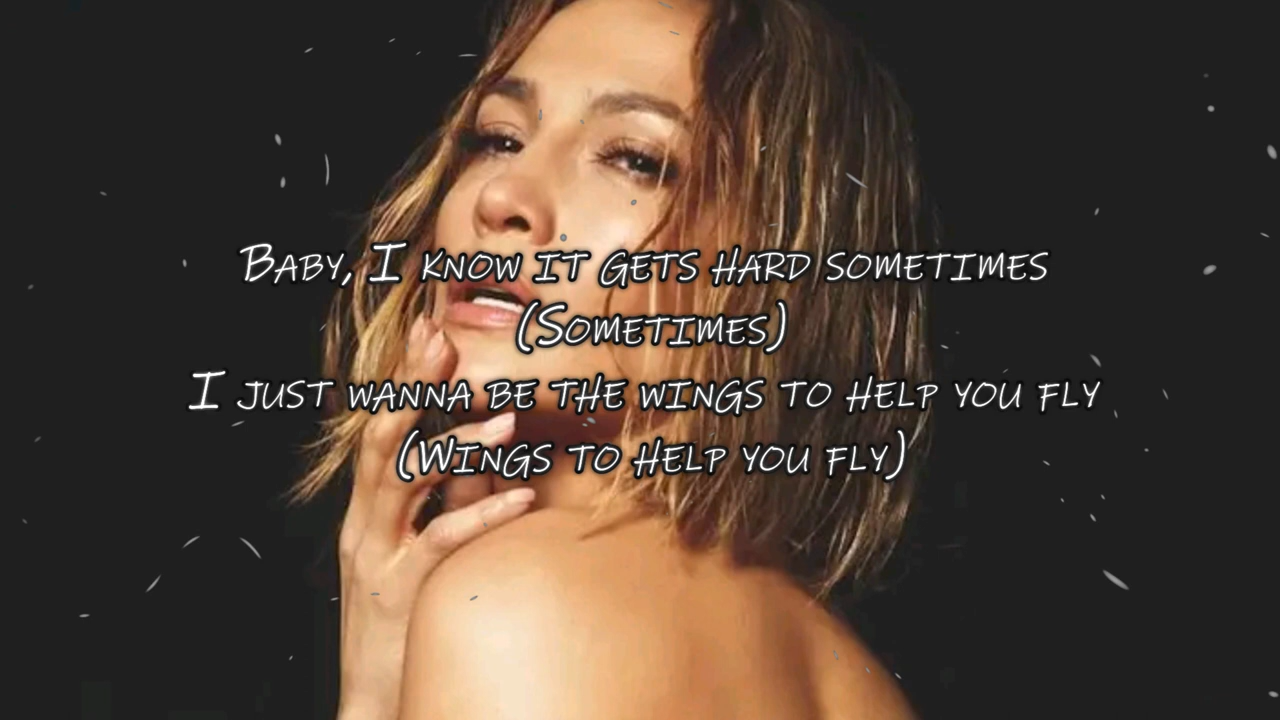 Baby, I know it gets hard sometimes
(Sometimes)
I just wanna be the wings to help you fly
(Wings to help you fly)